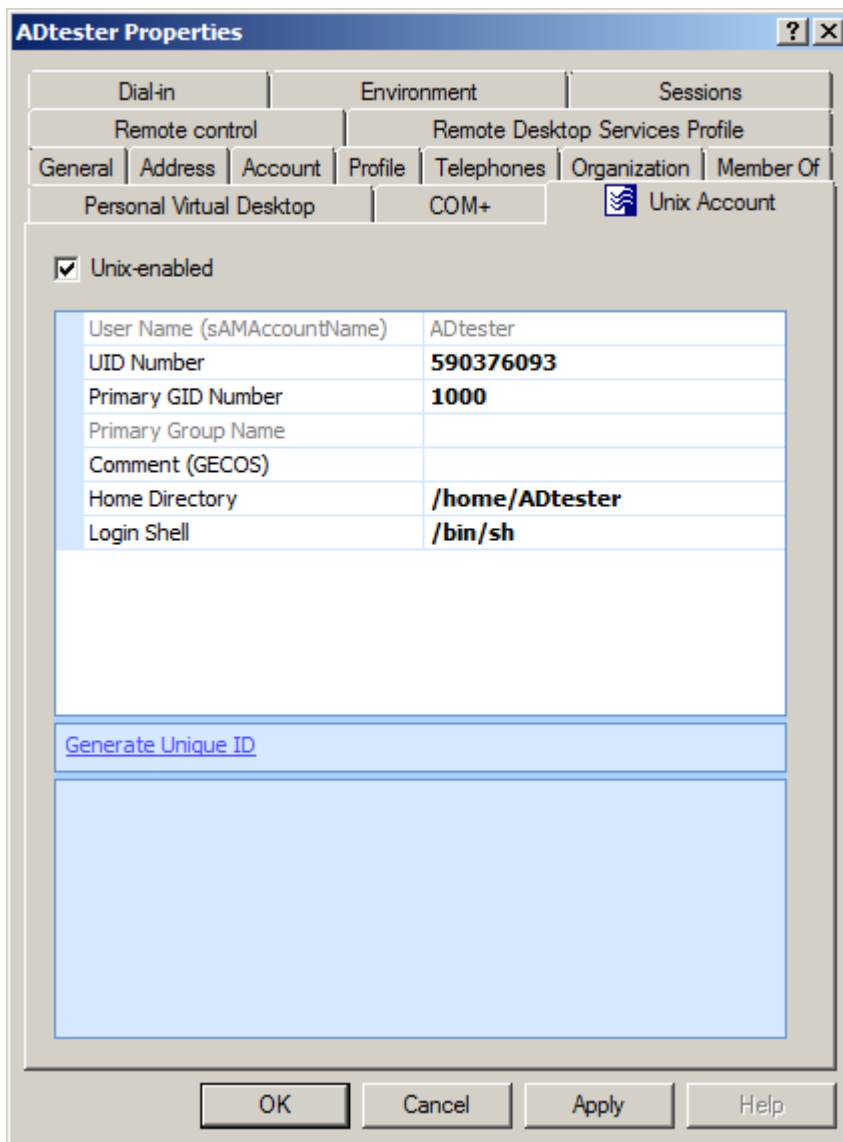 ADtester Properties
Dial-in Environment Sessions
Remote control Remote Desktop Services Profile
General Address Account Profile Telephones Organization Member Of
Personal Virtual Desktop COM+ Unix Account
Unix-enabled
User Name (sAMAccountName) ADtester
UID Number 590376093
Primary GID Number 1000
Primary Group Name
Comment (GECOS)
Home Directory /home/ADtester
Login Shell /bin/sh
Generate Unique ID
OK Cancel Apply Help